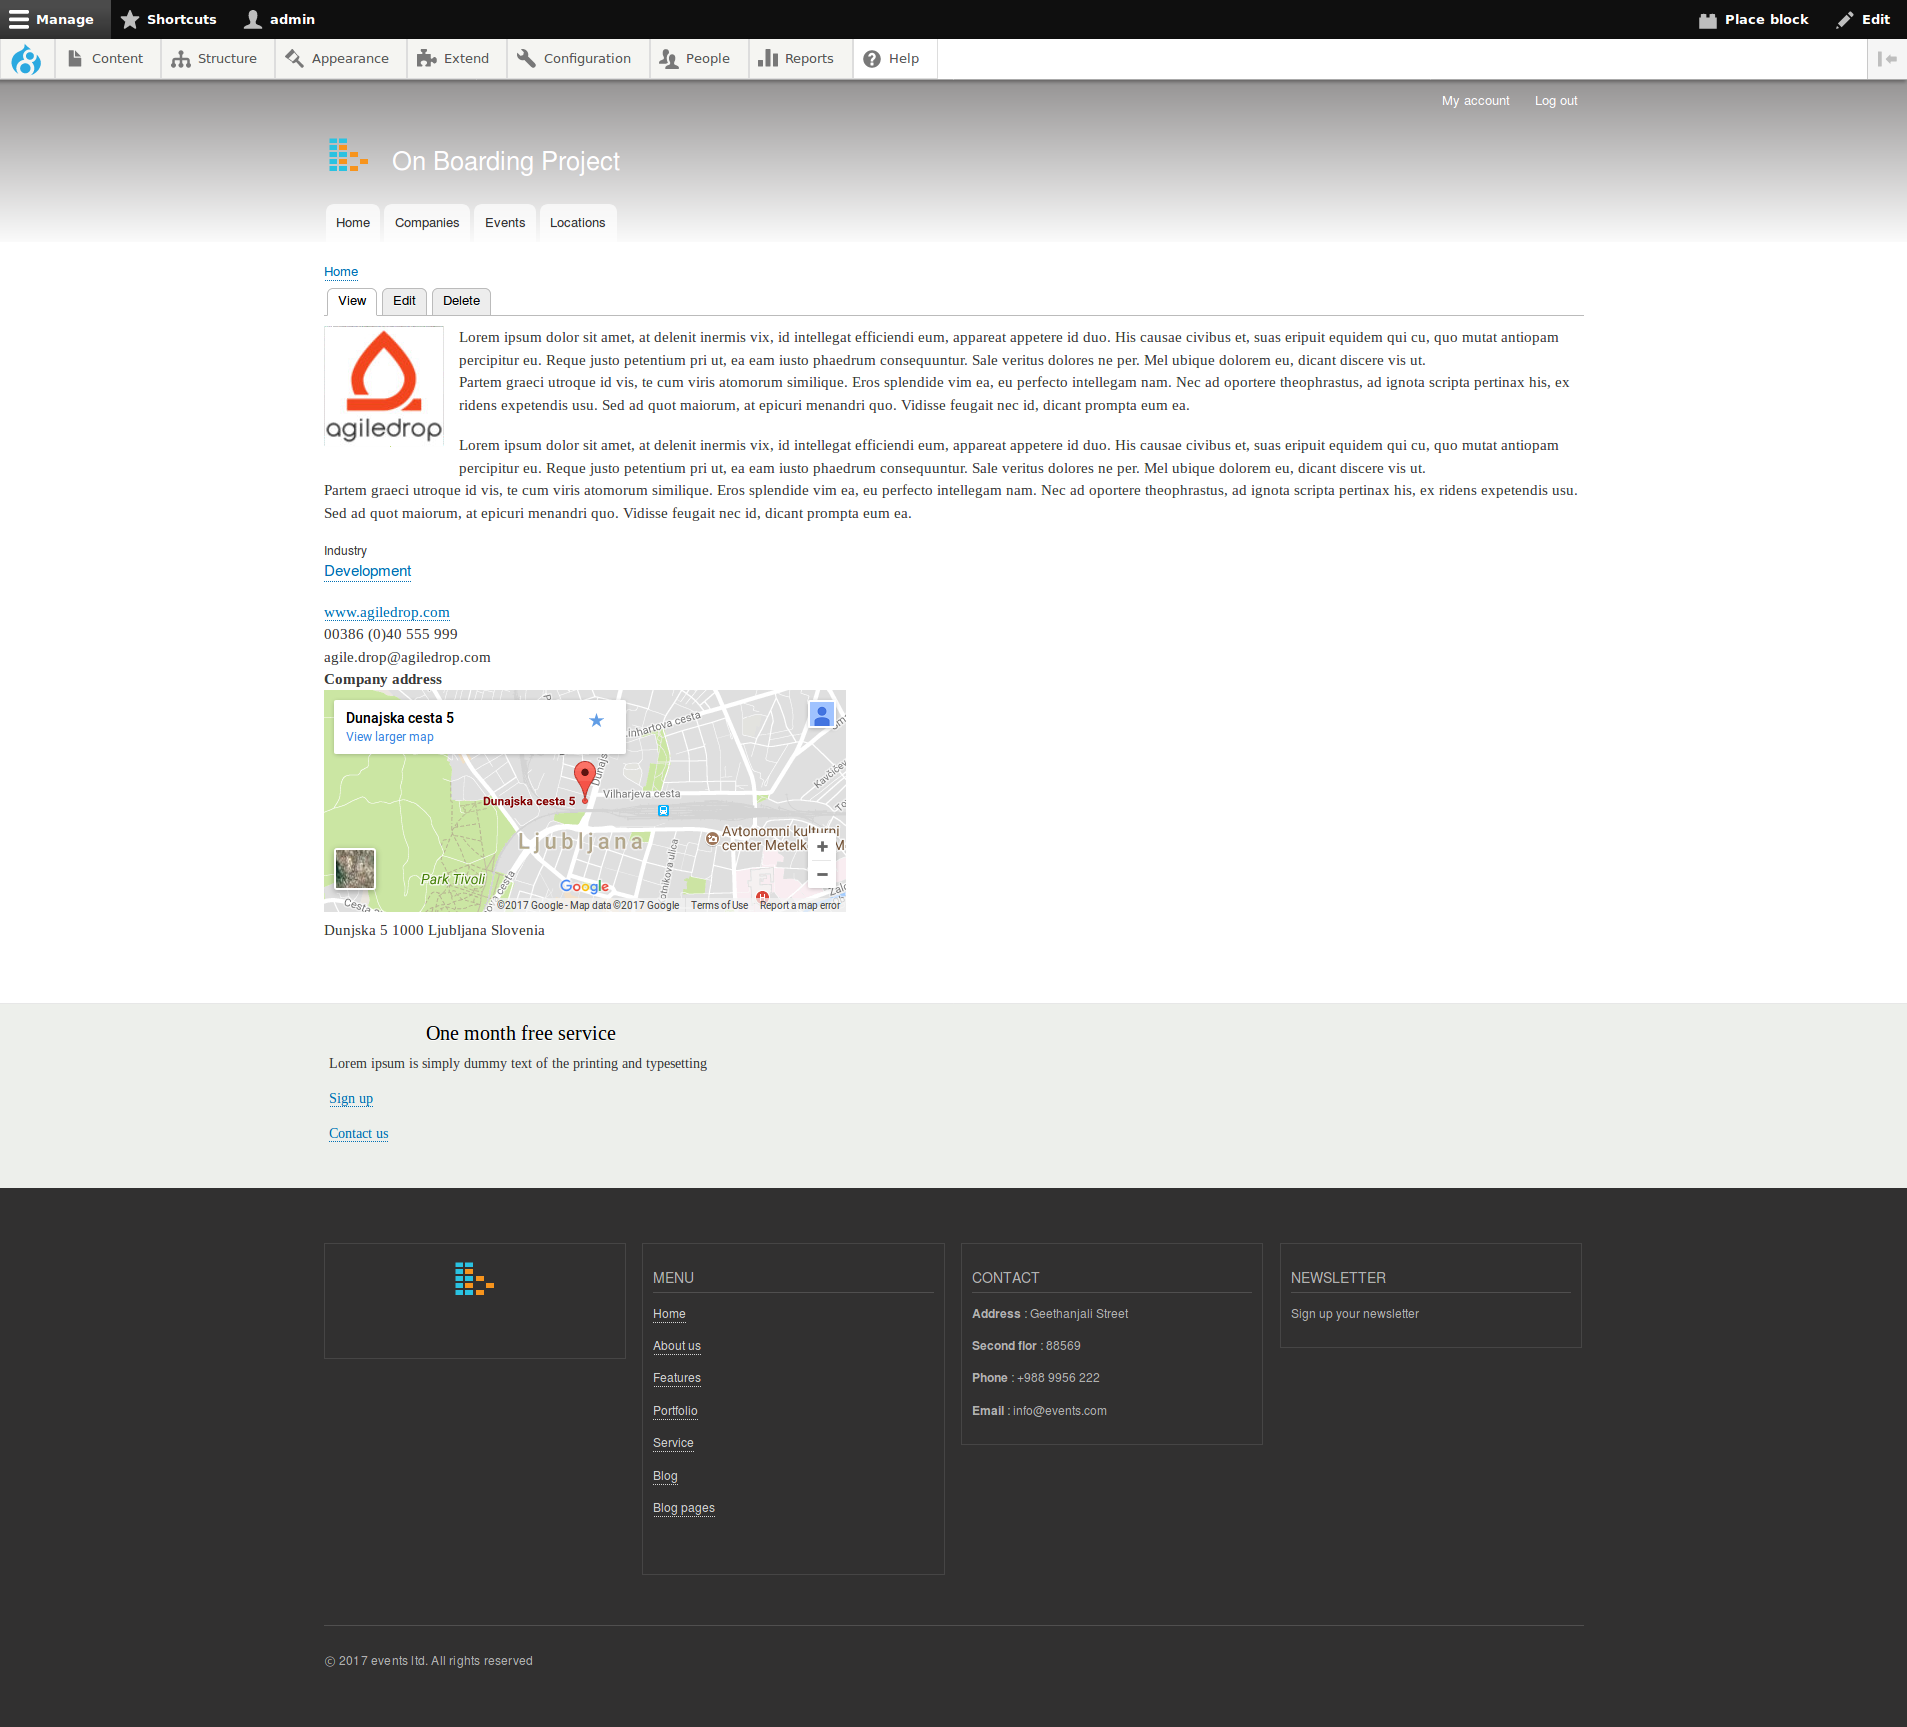 Manage Shortcuts admin Place block Edit
Content Structure Appearance Extend Configuration People Reports Help
My account Log out
On Boarding Project
Home Companies Events Locations
Home
View Edit Delete
agiledrop
Lorem ipsum dolor sit amet, at delenit inermis vix, id intellegat efficiendi eum, appareat appetere id duo. His causae civibus et, suas eripuit equidem qui cu, quo mutat antiopam
percipitur eu. Reque justo petentium pri ut, ea eam iusto phaedrum consequuntur. Sale veritus dolores ne per. Mel ubique dolorem eu, dicant discere vis ut.
Partem graeci utroque id vis, te cum viris atomorum similique. Eros splendide vim ea, eu perfecto intellegam nam. Nec ad oportere theophrastus, ad ignota scripta pertinax his, ex
ridens expetendis usu. Sed ad quot maiorum, at epicuri menandri quo. Vidisse feugait nec id, dicant prompta eum ea.
Lorem ipsum dolor sit amet, at delenit inermis vix, id intellegat efficiendi eum, appareat appetere id duo. His causae civibus et, suas eripuit equidem qui cu, quo mutat antiopam
percipitur eu. Reque justo petentium pri ut, ea eam iusto phaedrum consequuntur. Sale veritus dolores ne per. Mel ubique dolorem eu, dicant discere vis ut.
Partem graeci utroque id vis, te cum viris atomorum similique. Eros splendide vim ea, eu perfecto intellegam nam. Nec ad oportere theophrastus, ad ignota scripta pertinax his, ex ridens expetendis usu.
Sed ad quot maiorum, at epicuri menandri quo. Vidisse feugait nec id, dicant prompta eum ea.
Industry
Development
www.agiledrop.com
00386 (0)40 555 999
agile.drop@agiledrop.com
Company address
Dunajska cesta 5
View larger map
inhartova cesta
Dunajs
Kavčičev
Vilharjeva cesta
Dunajska cesta 5
Ljubljana
Avtonomni kulturni
center Metelk
Park Tivoli
otnikova ulica
Google
©2017 Google - Map data ©2017 Google Terms of Use Report a map error
Dunjska 5 1000 Ljubljana Slovenia
One month free service
Lorem ipsum is simply dummy text of the printing and typesetting
Sign up
Contact us
MENU
Home
About us
Features
Portfolio
Service
Blog
Blog pages
CONTACT
Address : Geethanjali Street
Second flor : 88569
Phone : +988 9956 222
Email : info@events.com
NEWSLETTER
Sign up your newsletter
© 2017 events ltd. All rights reserved